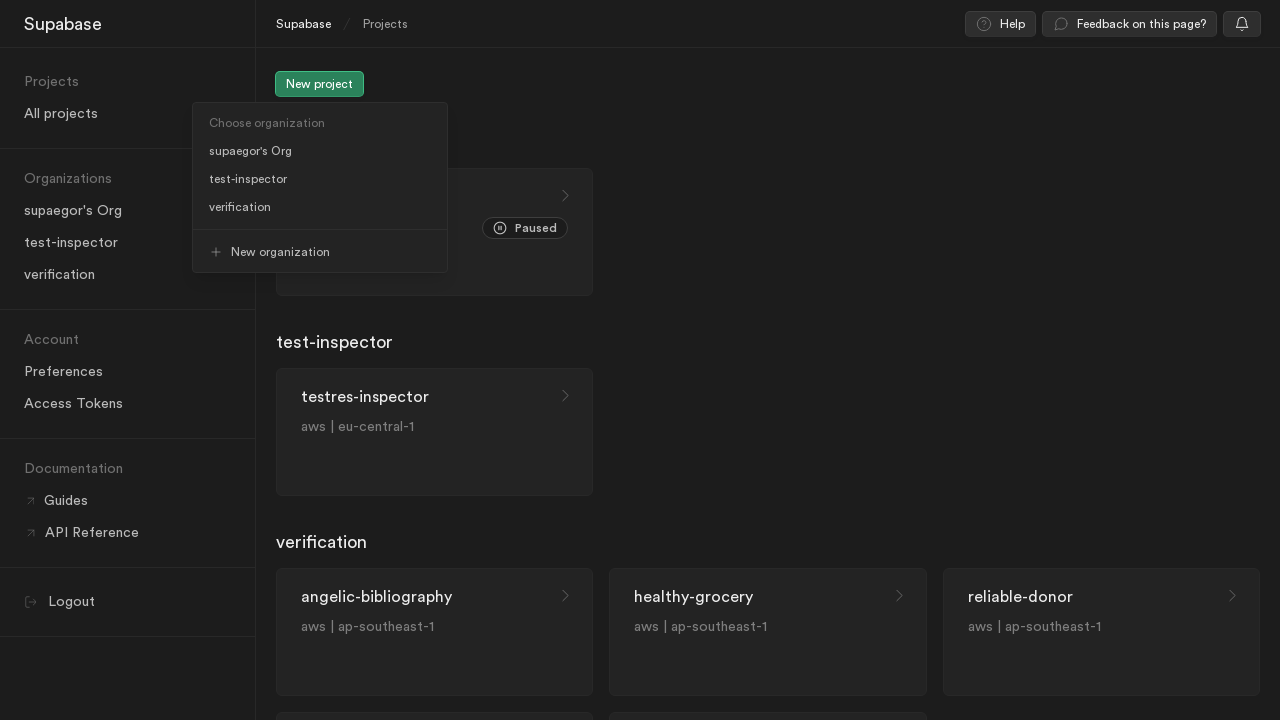 Supabase
Projects
All projects
Organizations
supaegor's Org
test-inspector
verification
Account
Preferences
Access Tokens
Documentation
Guides
API Reference
Logout
Supabase / Projects
Help
Feedback on this page?
New project
Choose organization
supaegor's Org
test-inspector
verification
New organization
Paused
test-inspector
testres-inspector
aws | eu-central-1
verification
angelic-bibliography
aws | ap-southeast-1
healthy-grocery
aws | ap-southeast-1
reliable-donor
aws | ap-southeast-1